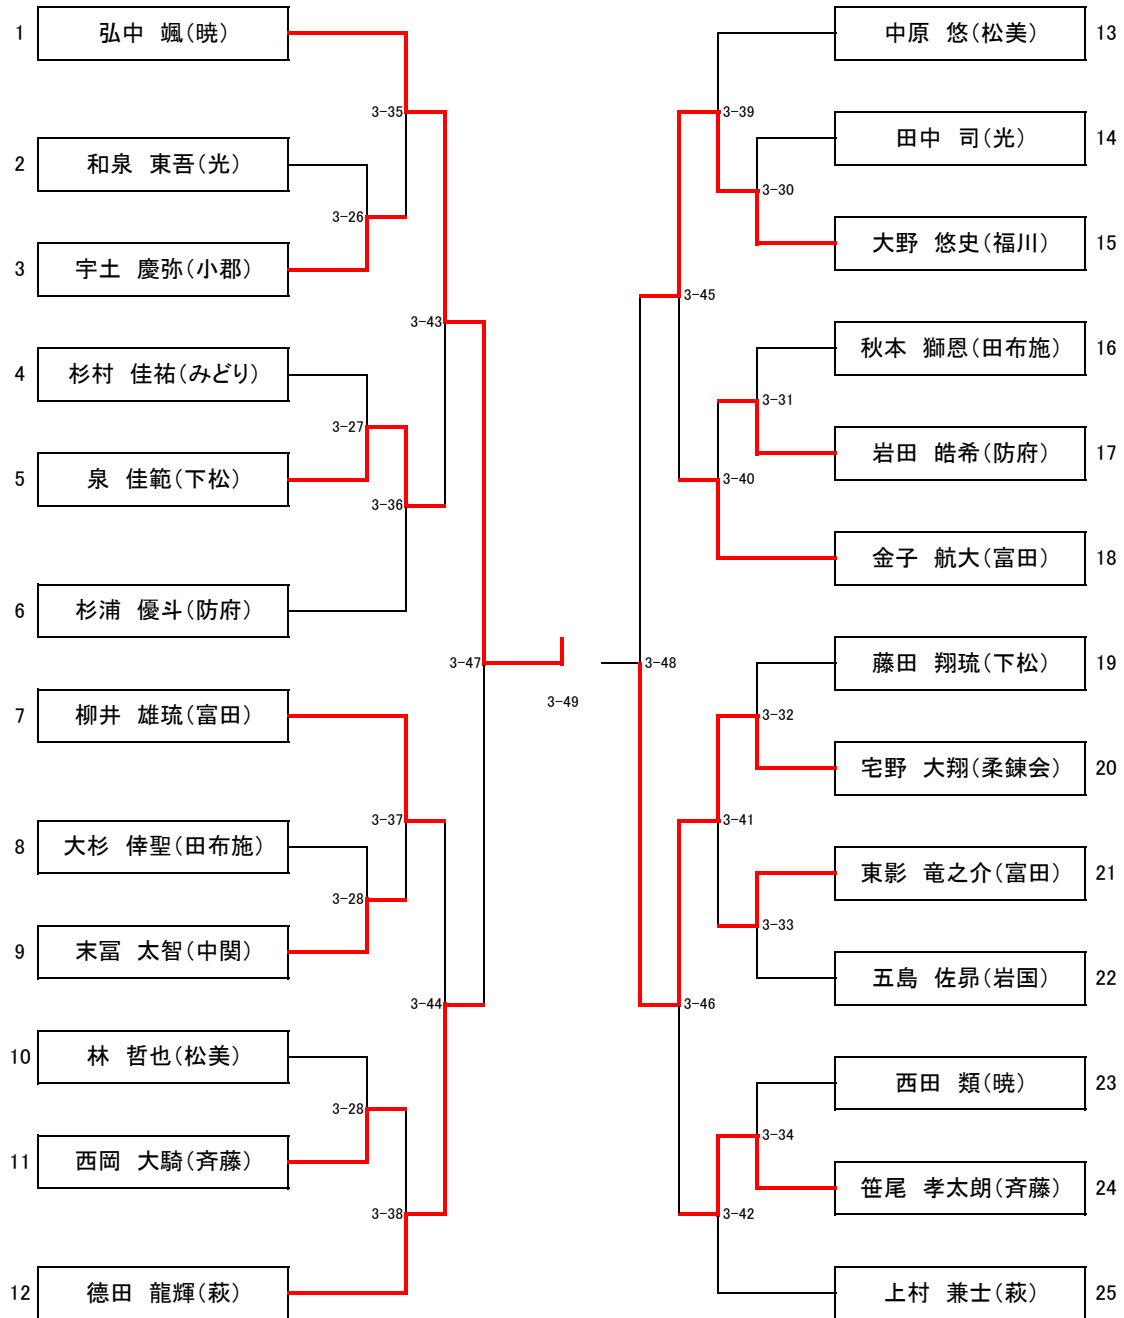 1 弘中 颯(暁)
3-35
2 和泉 東吾(光)
3-26
3 宇土 慶弥(小郡)
3-43
4 杉村 佳祐(みどり)
3-27
5 泉 佳範(下松)
3-36
6 杉浦 優斗(防府)
3-47
7 柳井 雄琉(富田)
3-37
8 大杉 倖聖(田布施)
3-28
9 末冨 太智(中関)
3-44
10 林 哲也(松美)
3-28
11 西岡 大騎(斉藤)
3-38
12 德田 龍輝(萩)
3-49
中原 悠(松美) 13
3-39
田中 司(光) 14
3-30
大野 悠史(福川) 15
3-45
秋本 獅恩(田布施) 16
3-31
岩田 皓希(防府) 17
3-40
金子 航大(富田) 18
3-48
藤田 翔琉(下松) 19
3-32
宅野 大翔(柔錬会) 20
3-41
東影 竜之介(富田) 21
3-33
五島 佐昴(岩国) 22
3-46
西田 類(暁) 23
3-34
笹尾 孝太朗(斉藤) 24
3-42
上村 兼士(萩) 25